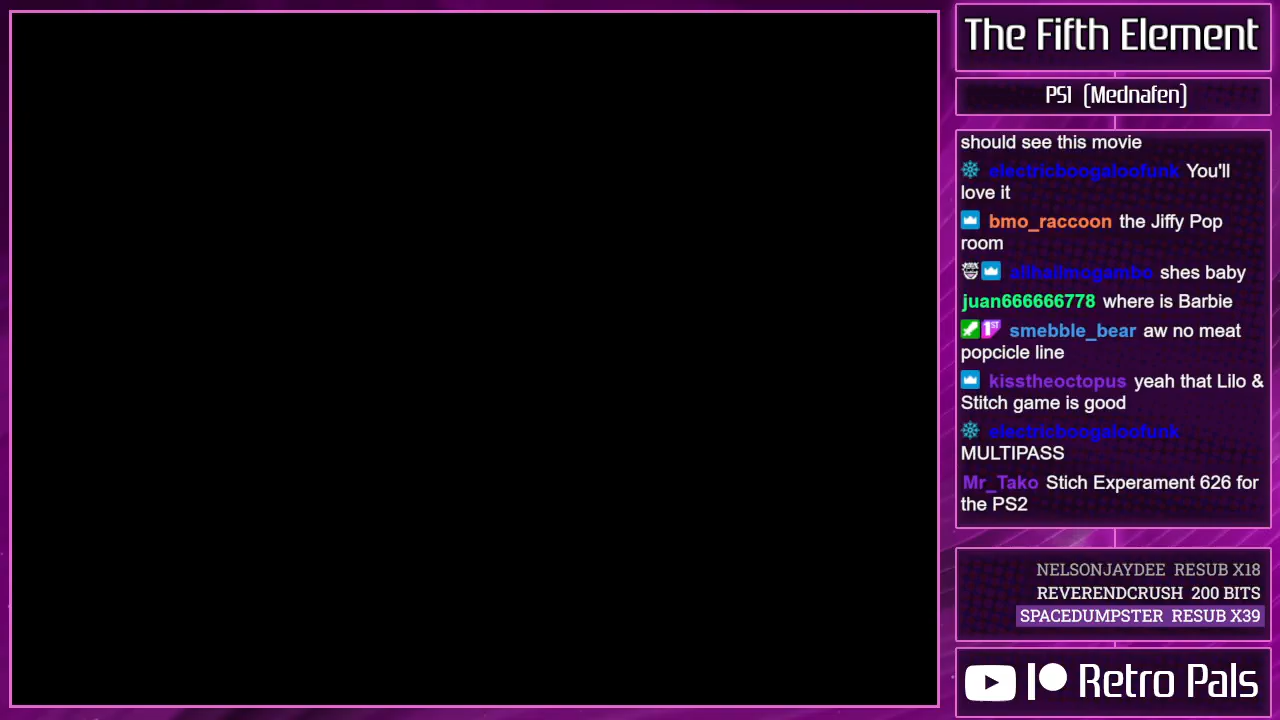 The Fifth Element
PS1 (Mednafen)
should see this movie
electricboogaloofunk You'll
love it
bmo_raccoon the Jiffy Pop
room
allhailmogambo shes baby
juan666666778 where is Barbie
1ST smebble_bear aw no meat
popcicle line
kisstheoctopus yeah that Lilo &
Stitch game is good
electricboogaloofunk
MULTIPASS
Mr_Tako Stich Experament 626 for
the PS2
NELSONJAYDEE RESUB X18
REVERENDCRUSH 200 BITS
SPACEDUMPSTER RESUB X39
Retro Pals